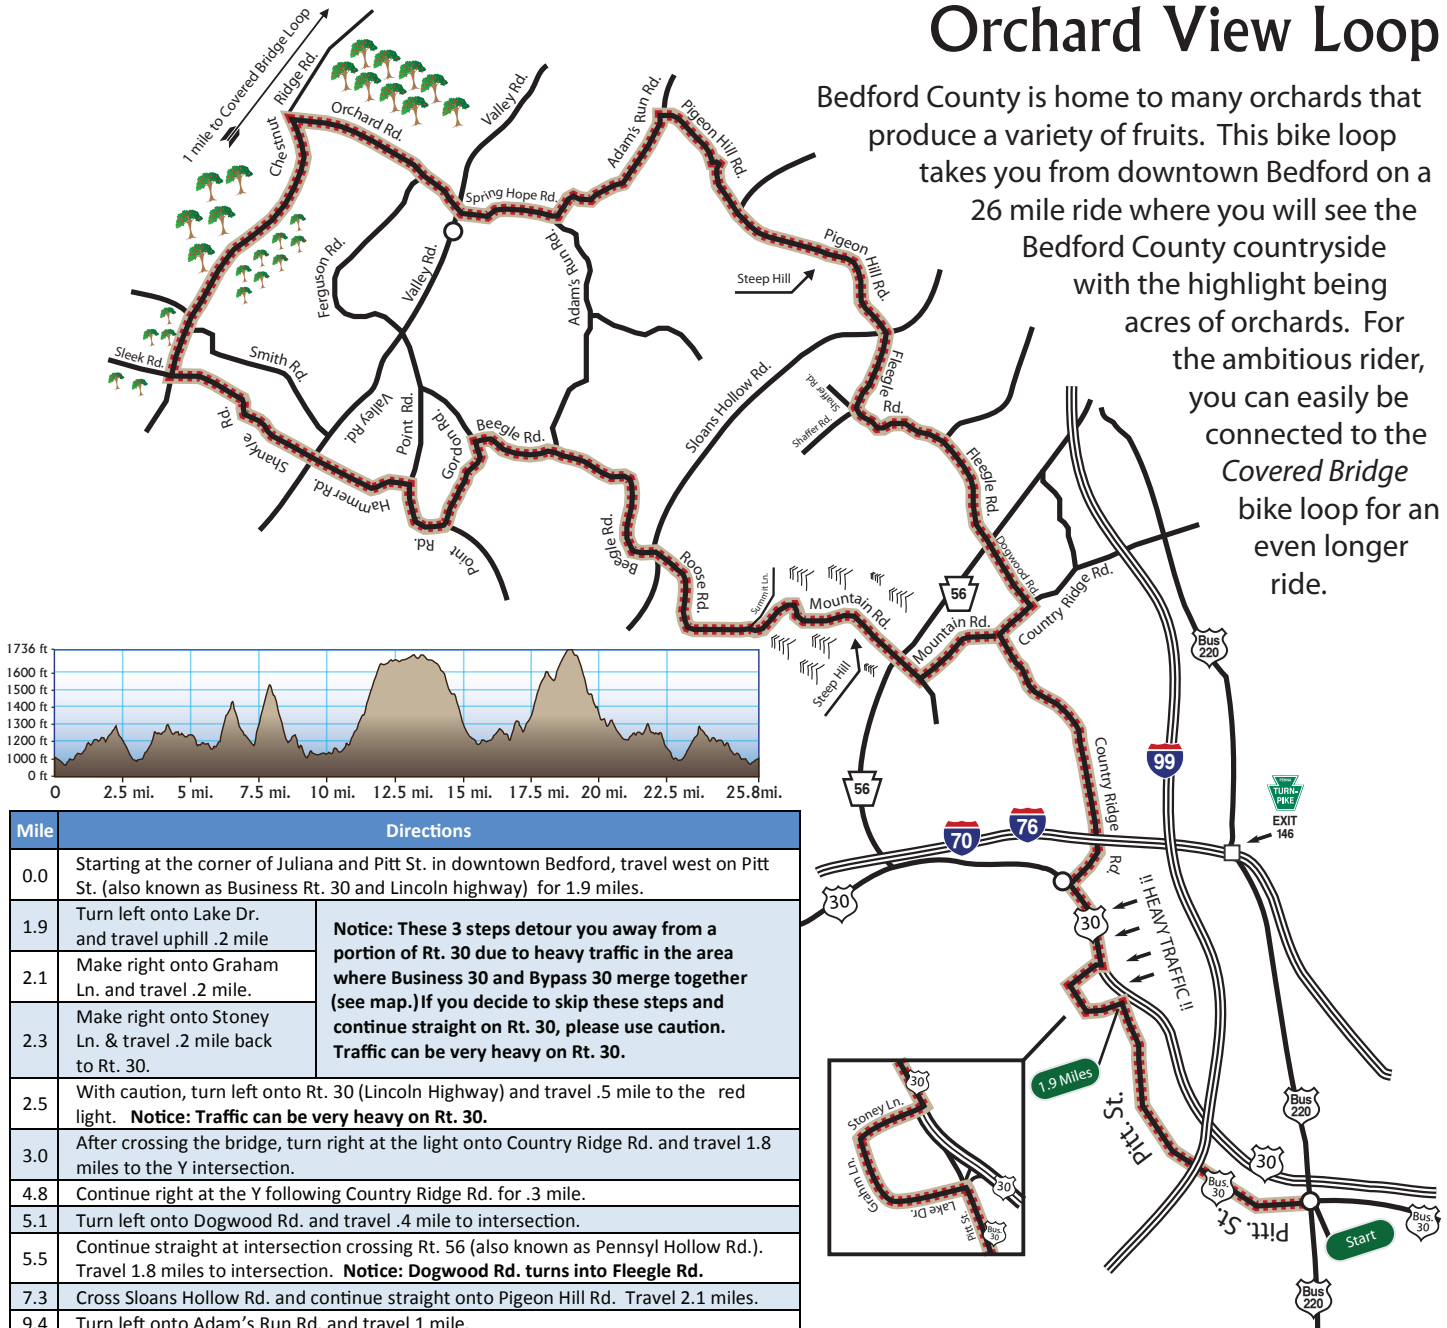 Orchard View Loop
Bedford County is home to many orchards that
produce a variety of fruits. This bike loop
takes you from downtown Bedford on a
26 mile ride where you will see the
Bedford County countryside
with the highlight being
acres of orchards. For
the ambitious rider,
you can easily be
connected to the
Covered Bridge
bike loop for an
even longer
ride.
1 mile to Covered Bridge Loop
Ridge Rd.
Chestnut
Orchard Rd.
Valley Rd.
Spring Hope Rd.
Adam's Run Rd.
Pigeon Hill Rd.
Ferguson Rd.
Valley Rd.
Adam's Run Rd.
Steep Hill
Pigeon Hill Rd.
Sleek Rd.
Smith Rd.
Valley Rd.
Point Rd.
Gordon Rd.
Beegle Rd.
Sloans Hollow Rd.
Shaffer Rd.
Shaffer Rd.
Fleegle Rd.
Shankle Rd.
Hammer Rd.
Point Rd.
Beegle Rd.
Roose Rd.
Summit Ln.
Mountain Rd.
Steep Hill
Fleegle Rd.
Dogwood Rd.
56
Mountain Rd.
Country Ridge Rd.
Bus 220
1736 ft
1600 ft
1500 ft
1400 ft
1300 ft
1200 ft
1000 ft
0 ft
0 2.5 mi. 5 mi. 7.5 mi. 10 mi. 12.5 mi. 15 mi. 17.5 mi. 20 mi. 22.5 mi. 25.8mi.
56
Country Ridge Rd.
99
70
76
PENNA
TURN-
PIKE
EXIT
146
30
30
!! HEAVY TRAFFIC !!
1.9 Miles
Pitt. St.
Bus 220
30
Bus. 30
Pitt. St.
Bus. 30
Start
Bus 220
30
Stoney Ln.
Grahm Ln.
Lake Dr.
Pitt St.
30
Bus. 30
Mile Directions
0.0 Starting at the corner of Juliana and Pitt St. in downtown Bedford, travel west on Pitt
St. (also known as Business Rt. 30 and Lincoln highway) for 1.9 miles.
1.9 Turn left onto Lake Dr.
and travel uphill .2 mile
2.1 Make right onto Graham
Ln. and travel .2 mile.
2.3 Make right onto Stoney
Ln. & travel .2 mile back
to Rt. 30.
Notice: These 3 steps detour you away from a
portion of Rt. 30 due to heavy traffic in the area
where Business 30 and Bypass 30 merge together
(see map.) If you decide to skip these steps and
continue straight on Rt. 30, please use caution.
Traffic can be very heavy on Rt. 30.
2.5 With caution, turn left onto Rt. 30 (Lincoln Highway) and travel .5 mile to the red
light. Notice: Traffic can be very heavy on Rt. 30.
3.0 After crossing the bridge, turn right at the light onto Country Ridge Rd. and travel 1.8
miles to the Y intersection.
4.8 Continue right at the Y following Country Ridge Rd. for .3 mile.
5.1 Turn left onto Dogwood Rd. and travel .4 mile to intersection.
5.5 Continue straight at intersection crossing Rt. 56 (also known as Pennsyl Hollow Rd.).
Travel 1.8 miles to intersection. Notice: Dogwood Rd. turns into Fleegle Rd.
7.3 Cross Sloans Hollow Rd. and continue straight onto Pigeon Hill Rd. Travel 2.1 miles.
9.4 Turn left onto Adam's Run Rd. and travel 1 mile.